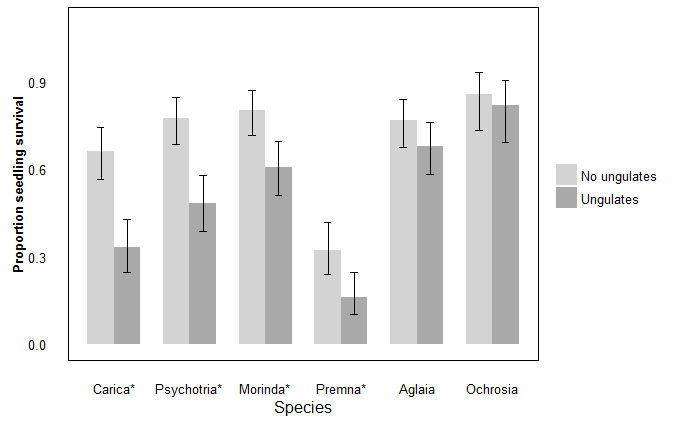 Proportion seedling survival
0.9
0.6
0.3
0.0
Carica* Psychotria* Morinda* Premna* Aglaia Ochrosia
Species
No ungulates
Ungulates